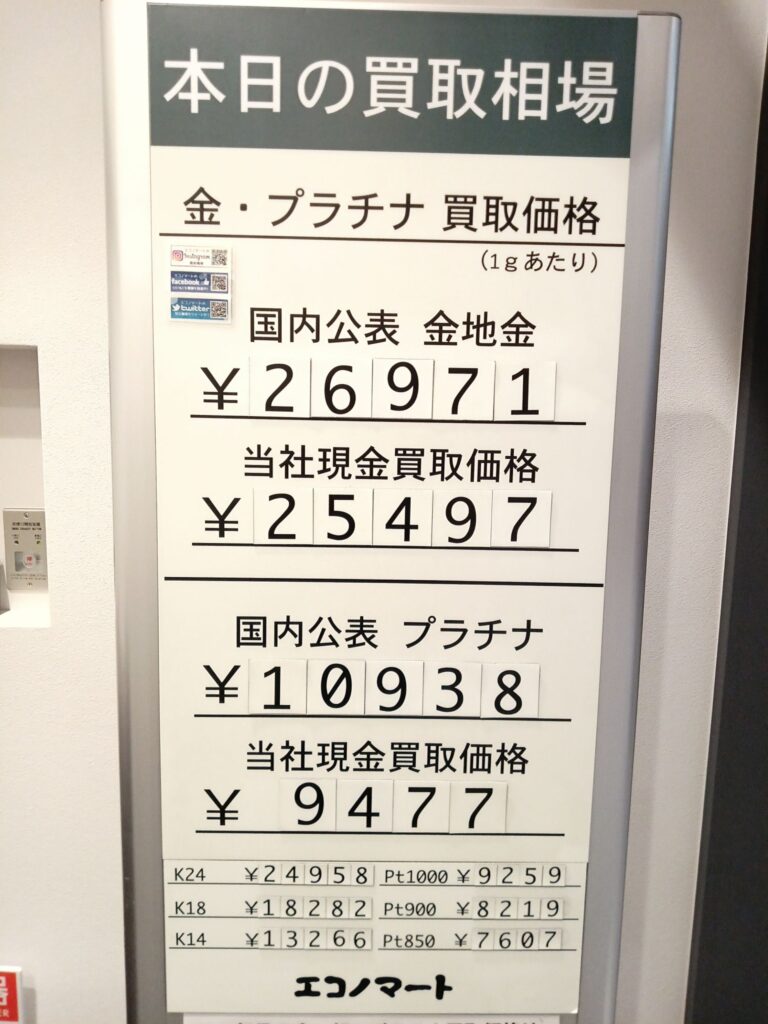 本日の買取相場
金・プラチナ 買取価格
(1gあたり)
Instagram
facebook
twitter
国内公表 金地金
¥26971
当社現金買取価格
¥25497
国内公表 プラチナ
¥10938
当社現金買取価格
¥9477
K24 ¥24958 Pt1000 ¥9259
K18 ¥18282 Pt900 ¥8219
K14 ¥13266 Pt850 ¥7607
エコノマート